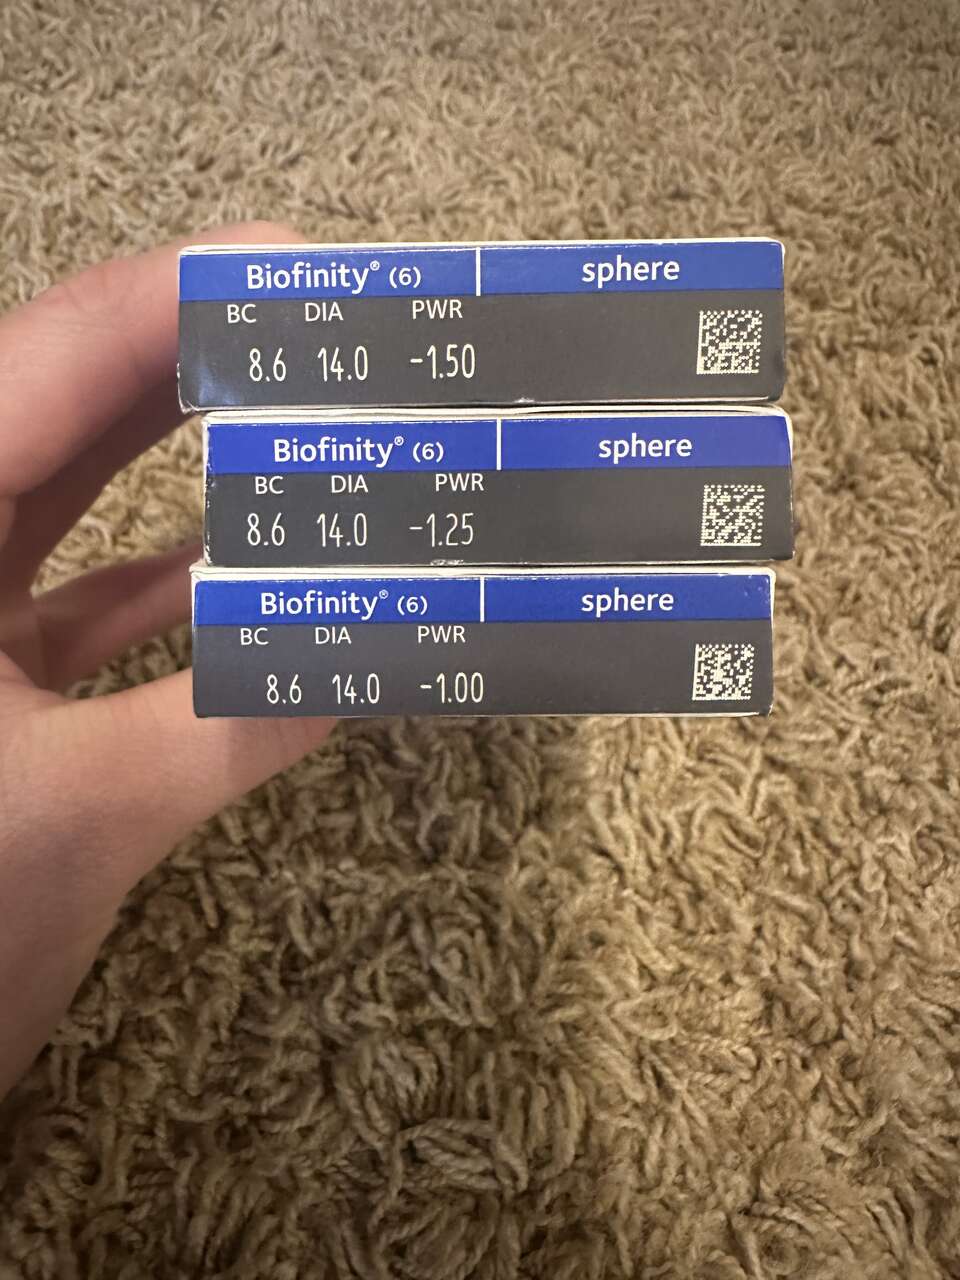 Biofinity® (6) sphere
BC DIA PWR
8.6 14.0 -1.50
Biofinity® (6) sphere
BC DIA PWR
8.6 14.0 -1.25
Biofinity® (6) sphere
BC DIA PWR
8.6 14.0 -1.00